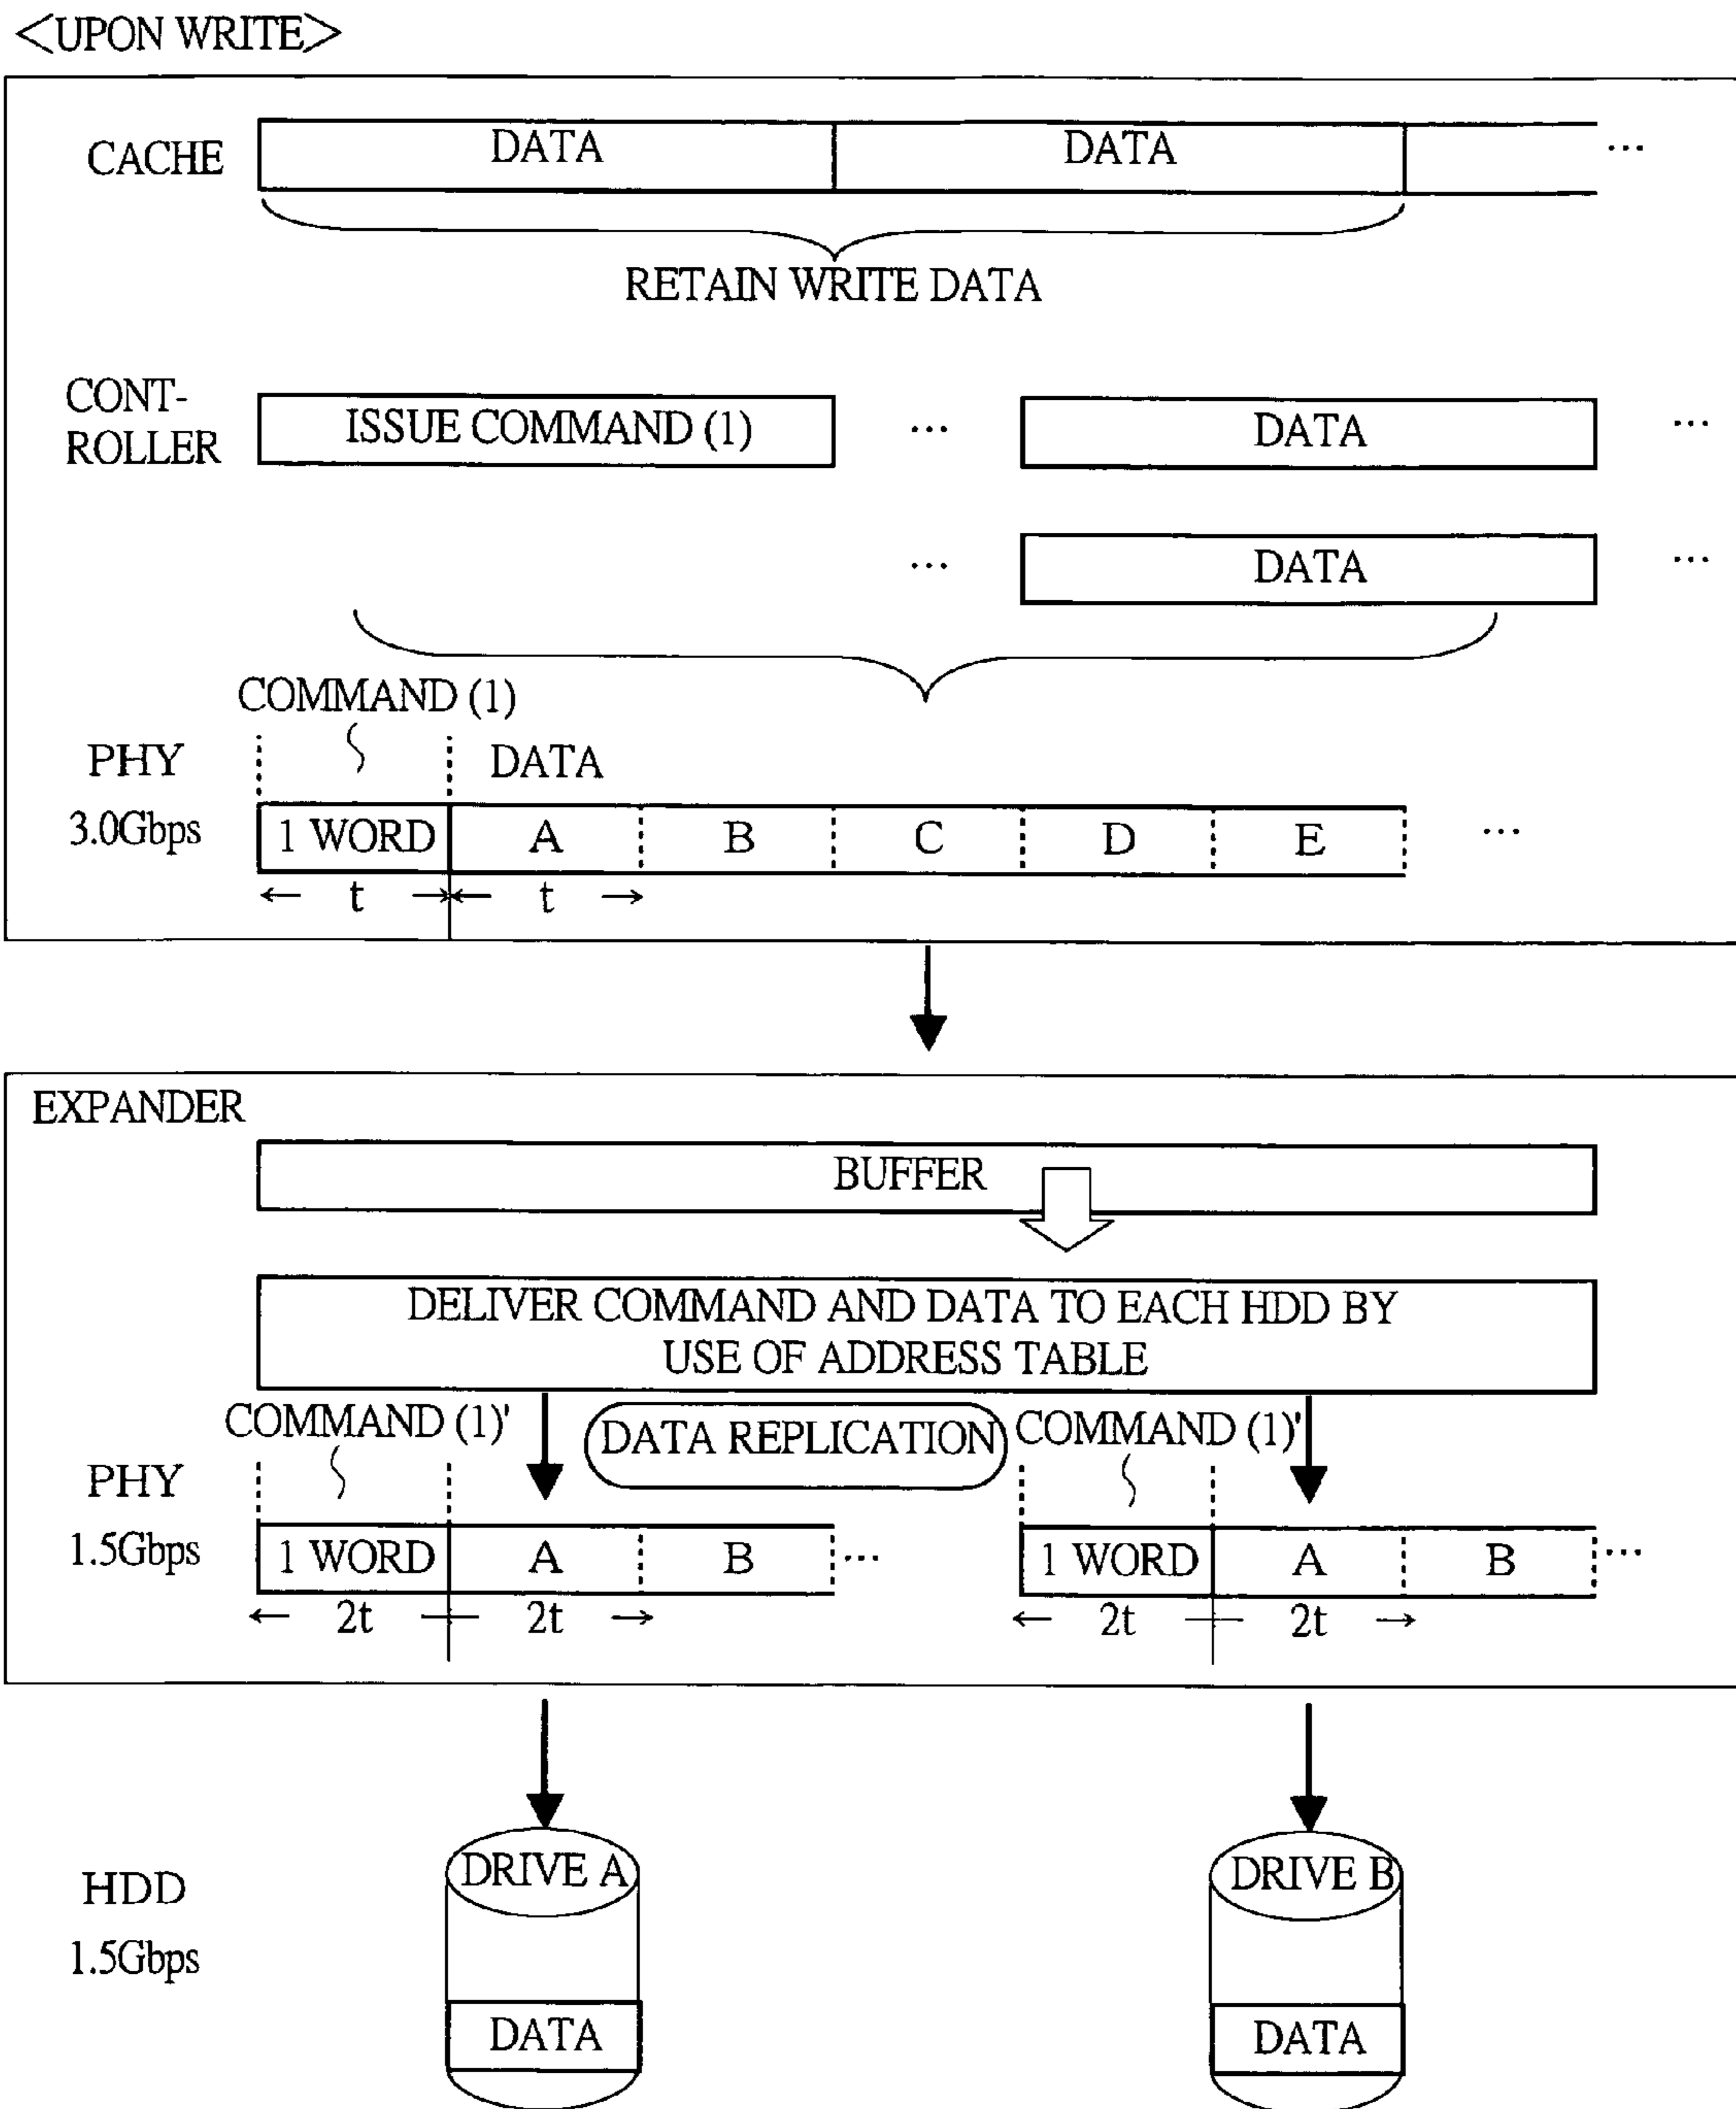 <UPON WRITE>
CACHE
DATA DATA ...
RETAIN WRITE DATA
CONT-
ROLLER
ISSUE COMMAND (1) ... DATA ...
... DATA ...
COMMAND (1)
PHY DATA
3.0Gbps 1 WORD A B C D E ...
t t
EXPANDER
BUFFER
DELIVER COMMAND AND DATA TO EACH HDD BY
USE OF ADDRESS TABLE
COMMAND (1)' DATA REPLICATION COMMAND (1)'
PHY
1.5Gbps 1 WORD A B ... 1 WORD A B ...
2t 2t 2t 2t
DRIVE A DRIVE B
HDD
1.5Gbps
DATA DATA